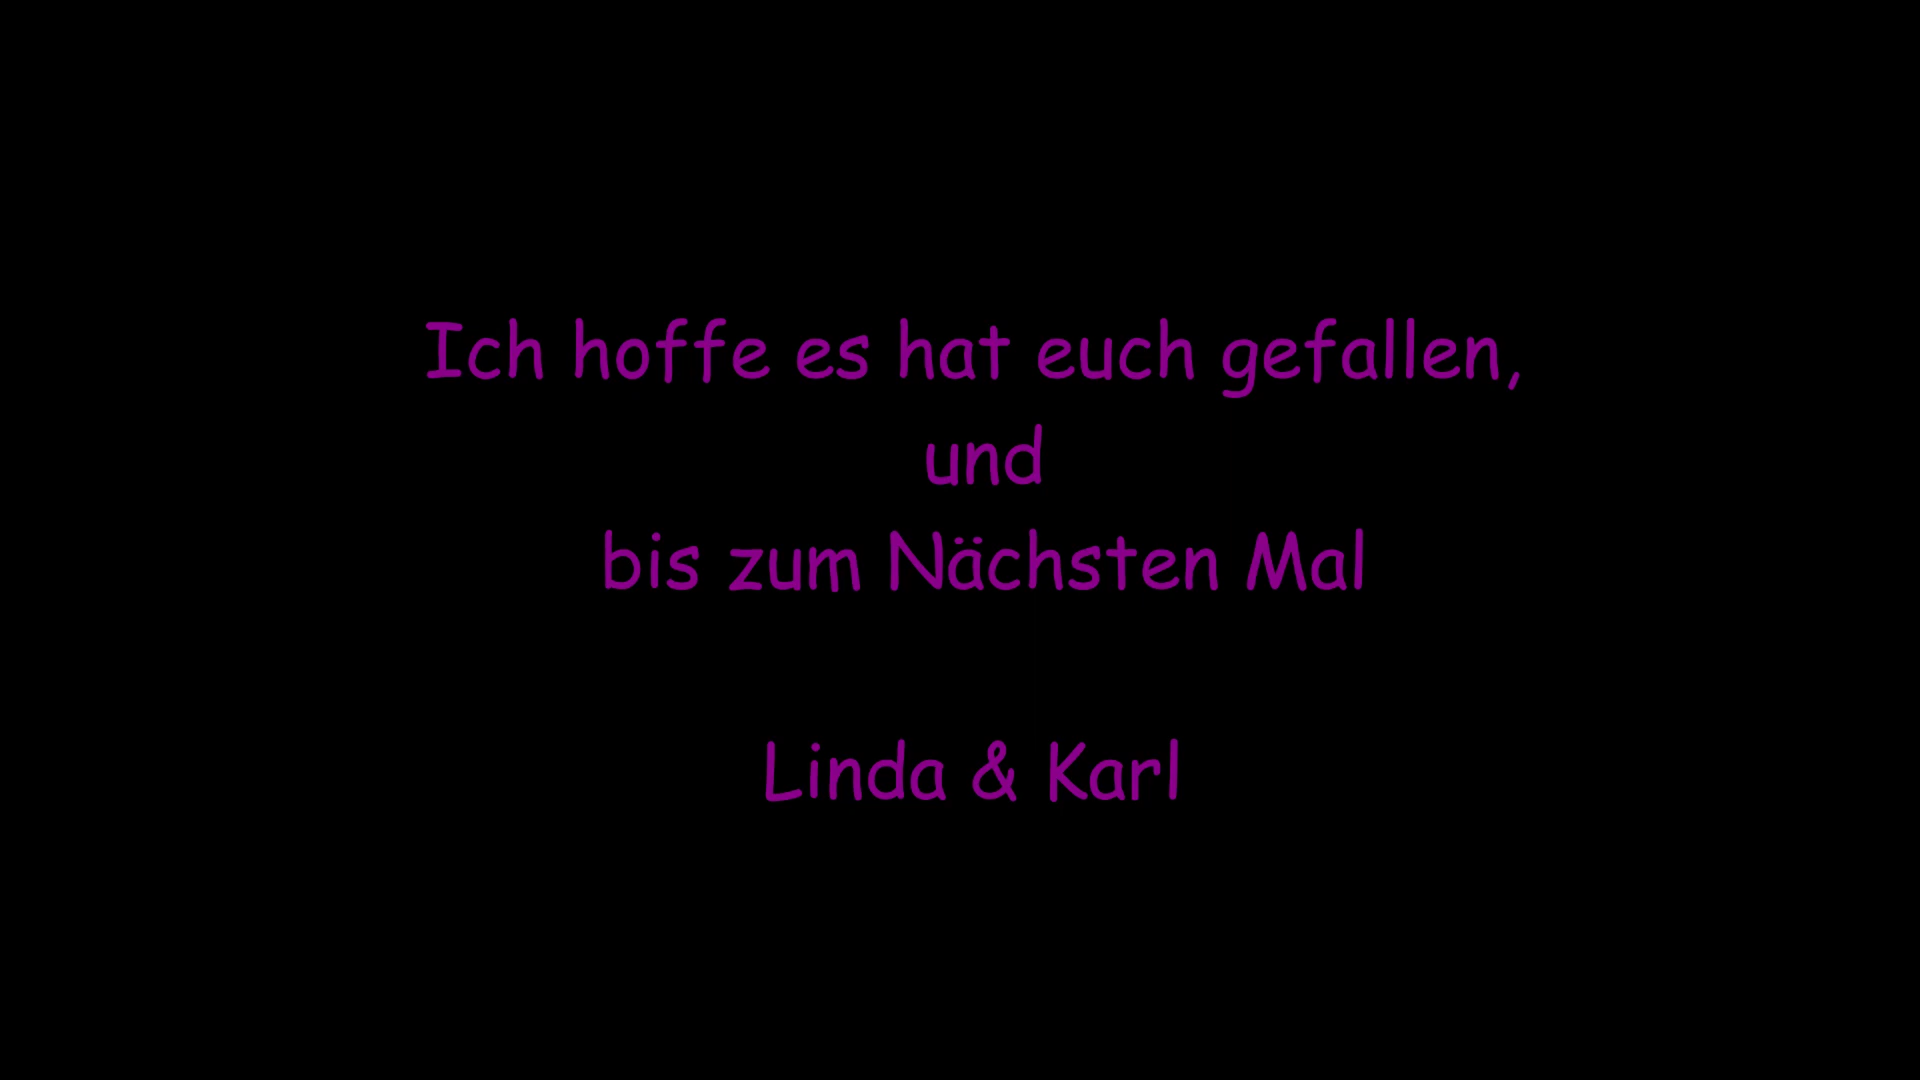 Ich hoffe es hat euch gefallen,
und
bis zum Nächsten Mal
Linda & Karl